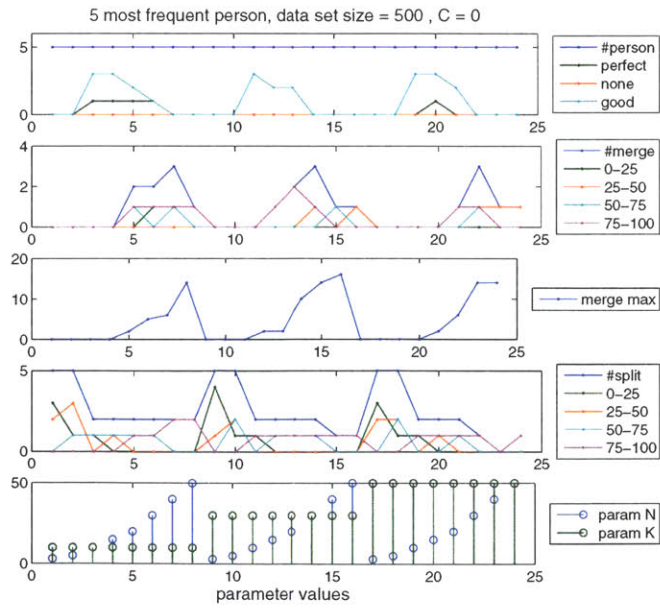 5 most frequent person, data set size = 500 , C = 0
5
0
0 5 10 15 20 25
#person
perfect
none
good
4
2
0
0 5 10 15 20 25
#merge
0-25
25-50
50-75
75-100
20
10
0
0 5 10 15 20 25
merge max
5
0
0 5 10 15 20 25
#split
0-25
25-50
50-75
75-100
50
0
0 5 10 15 20 25
param N
param K
parameter values